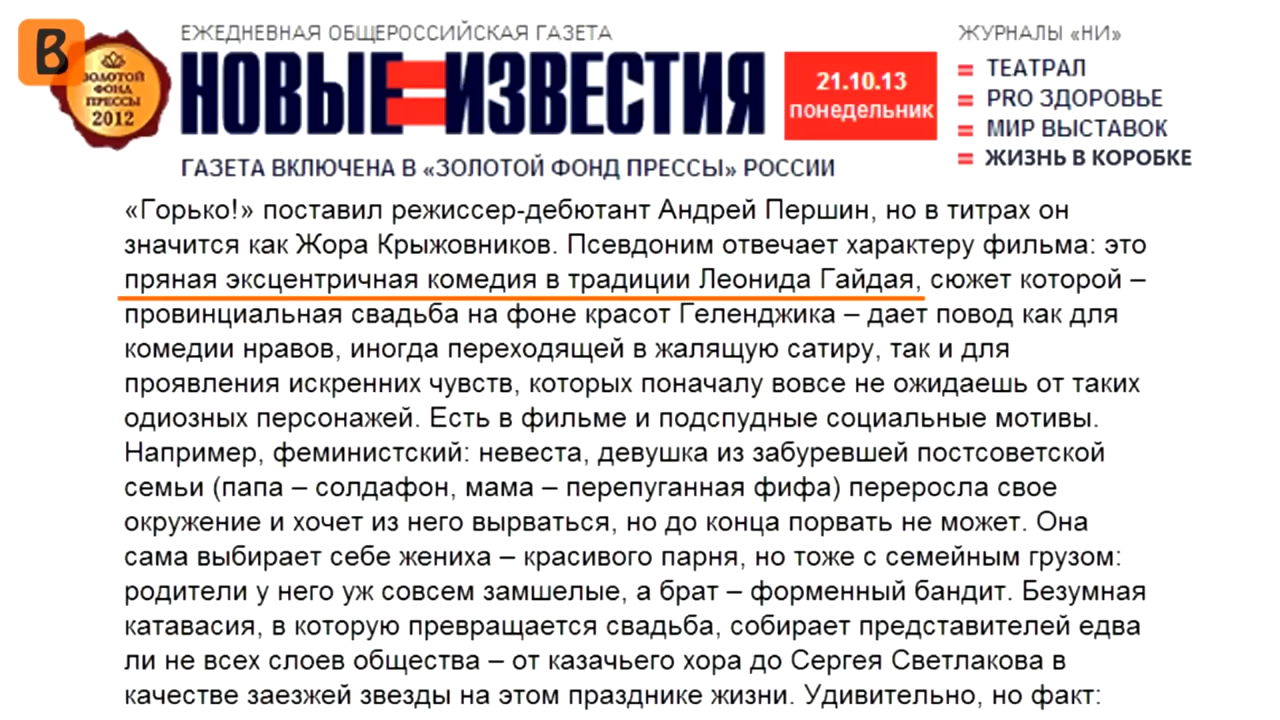 В
ЗОЛОТОЙ
ФОНД
ПРЕССЫ
2012
ЕЖЕДНЕВНАЯ ОБЩЕРОССИЙСКАЯ ГАЗЕТА
НОВЫЕ ИЗВЕСТИЯ
21.10.13
понедельник
ГАЗЕТА ВКЛЮЧЕНА В «ЗОЛОТОЙ ФОНД ПРЕССЫ» РОССИИ
ЖУРНАЛЫ «НИ»
ТЕАТРАЛ
PRO ЗДОРОВЬЕ
МИР ВЫСТАВОК
ЖИЗНЬ В КОРОБКЕ
«Горько!» поставил режиссер-дебютант Андрей Першин, но в титрах он
значится как Жора Крыжовников. Псевдоним отвечает характеру фильма: это
пряная эксцентричная комедия в традиции Леонида Гайдая, сюжет которой –
провинциальная свадьба на фоне красот Геленджика – дает повод как для
комедии нравов, иногда переходящей в жалящую сатиру, так и для
проявления искренних чувств, которых поначалу вовсе не ожидаешь от таких
одиозных персонажей. Есть в фильме и подспудные социальные мотивы.
Например, феминистский: невеста, девушка из забуревшей постсоветской
семьи (папа – солдафон, мама – перепуганная фифа) переросла свое
окружение и хочет из него вырваться, но до конца порвать не может. Она
сама выбирает себе жениха – красивого парня, но тоже с семейным грузом:
родители у него уж совсем замшелые, а брат – форменный бандит. Безумная
катавасия, в которую превращается свадьба, собирает представителей едва
ли не всех слоев общества – от казачьего хора до Сергея Светлакова в
качестве заезжей звезды на этом празднике жизни. Удивительно, но факт: